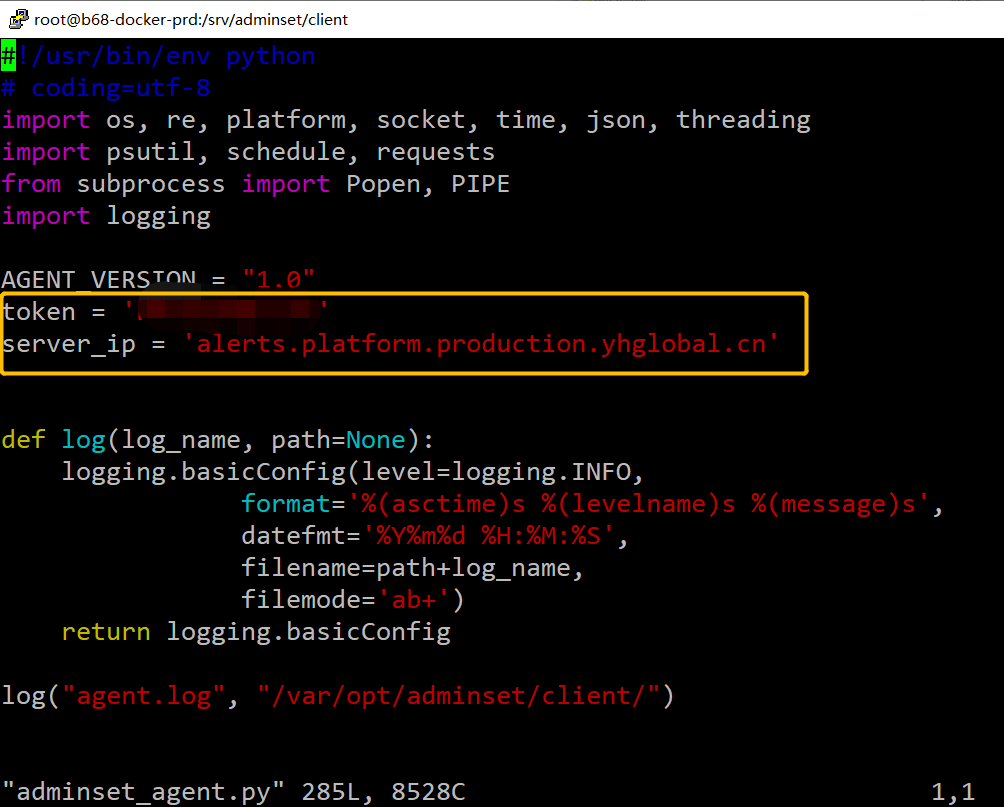 root@b68-docker-prd:/srv/adminset/client
#!/usr/bin/env python
# coding=utf-8
import os, re, platform, socket, time, json, threading
import psutil, schedule, requests
from subprocess import Popen, PIPE
import logging
AGENT_VERSION = "1.0"
token = ' '
server_ip = 'alerts.platform.production.yhglobal.cn'
def log(log_name, path=None):
    logging.basicConfig(level=logging.INFO,
                format='%(asctime)s %(levelname)s %(message)s',
                datefmt='%Y%m%d %H:%M:%S',
                filename=path+log_name,
                filemode='ab+')
    return logging.basicConfig
log("agent.log", "/var/opt/adminset/client/")
"adminset_agent.py" 285L, 8528C 1,1